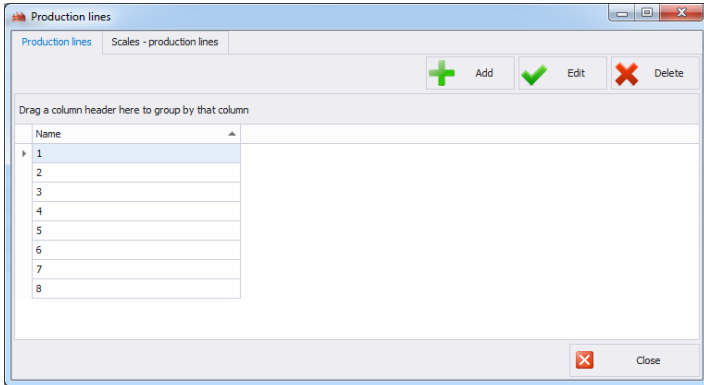 Production lines
Production lines Scales - production lines
Add Edit Delete
Drag a column header here to group by that column
Name
1
2
3
4
5
6
7
8
Close